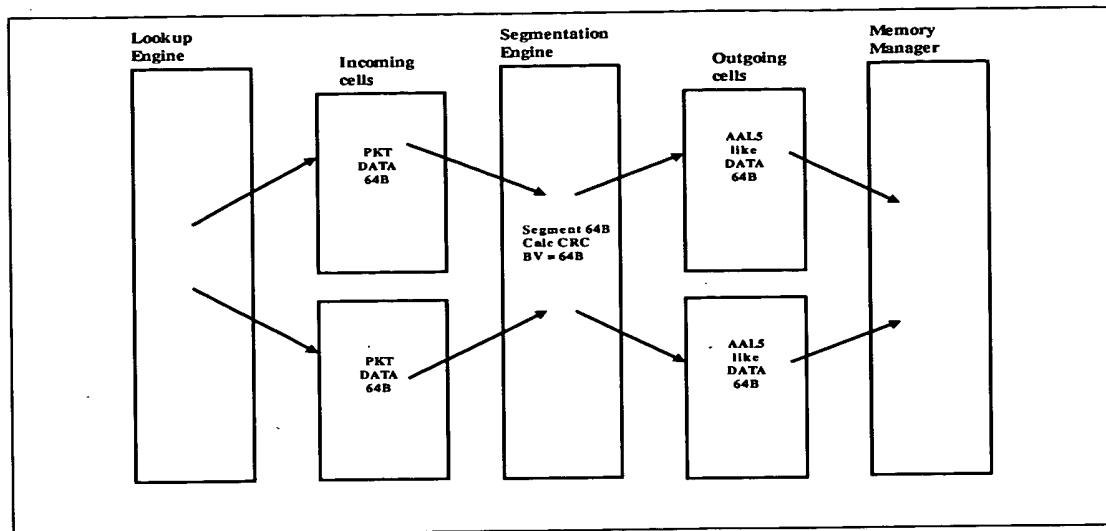 Lookup
Engine
Incoming
cells
Segmentation
Engine
Outgoing
cells
Memory
Manager
PKT
DATA
64B
AAL5
like
DATA
64B
Segment 64B
Calc CRC
BV = 64B
PKT
DATA
64B
AAL5
like
DATA
64B